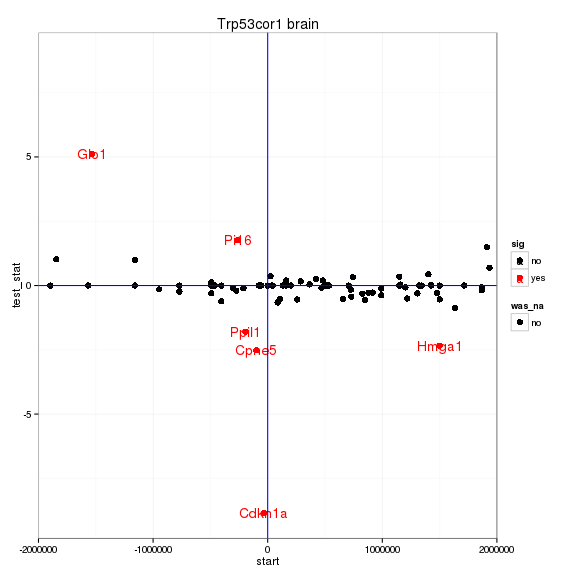 Trp53cor1 brain
5
0
-5
test_stat
Glo1
Pi16
Ppil1
Cpne5
Hmga1
Cdkn1a
-2000000
-1000000
0
1000000
2000000
start
sig
no
yes
was_na
no